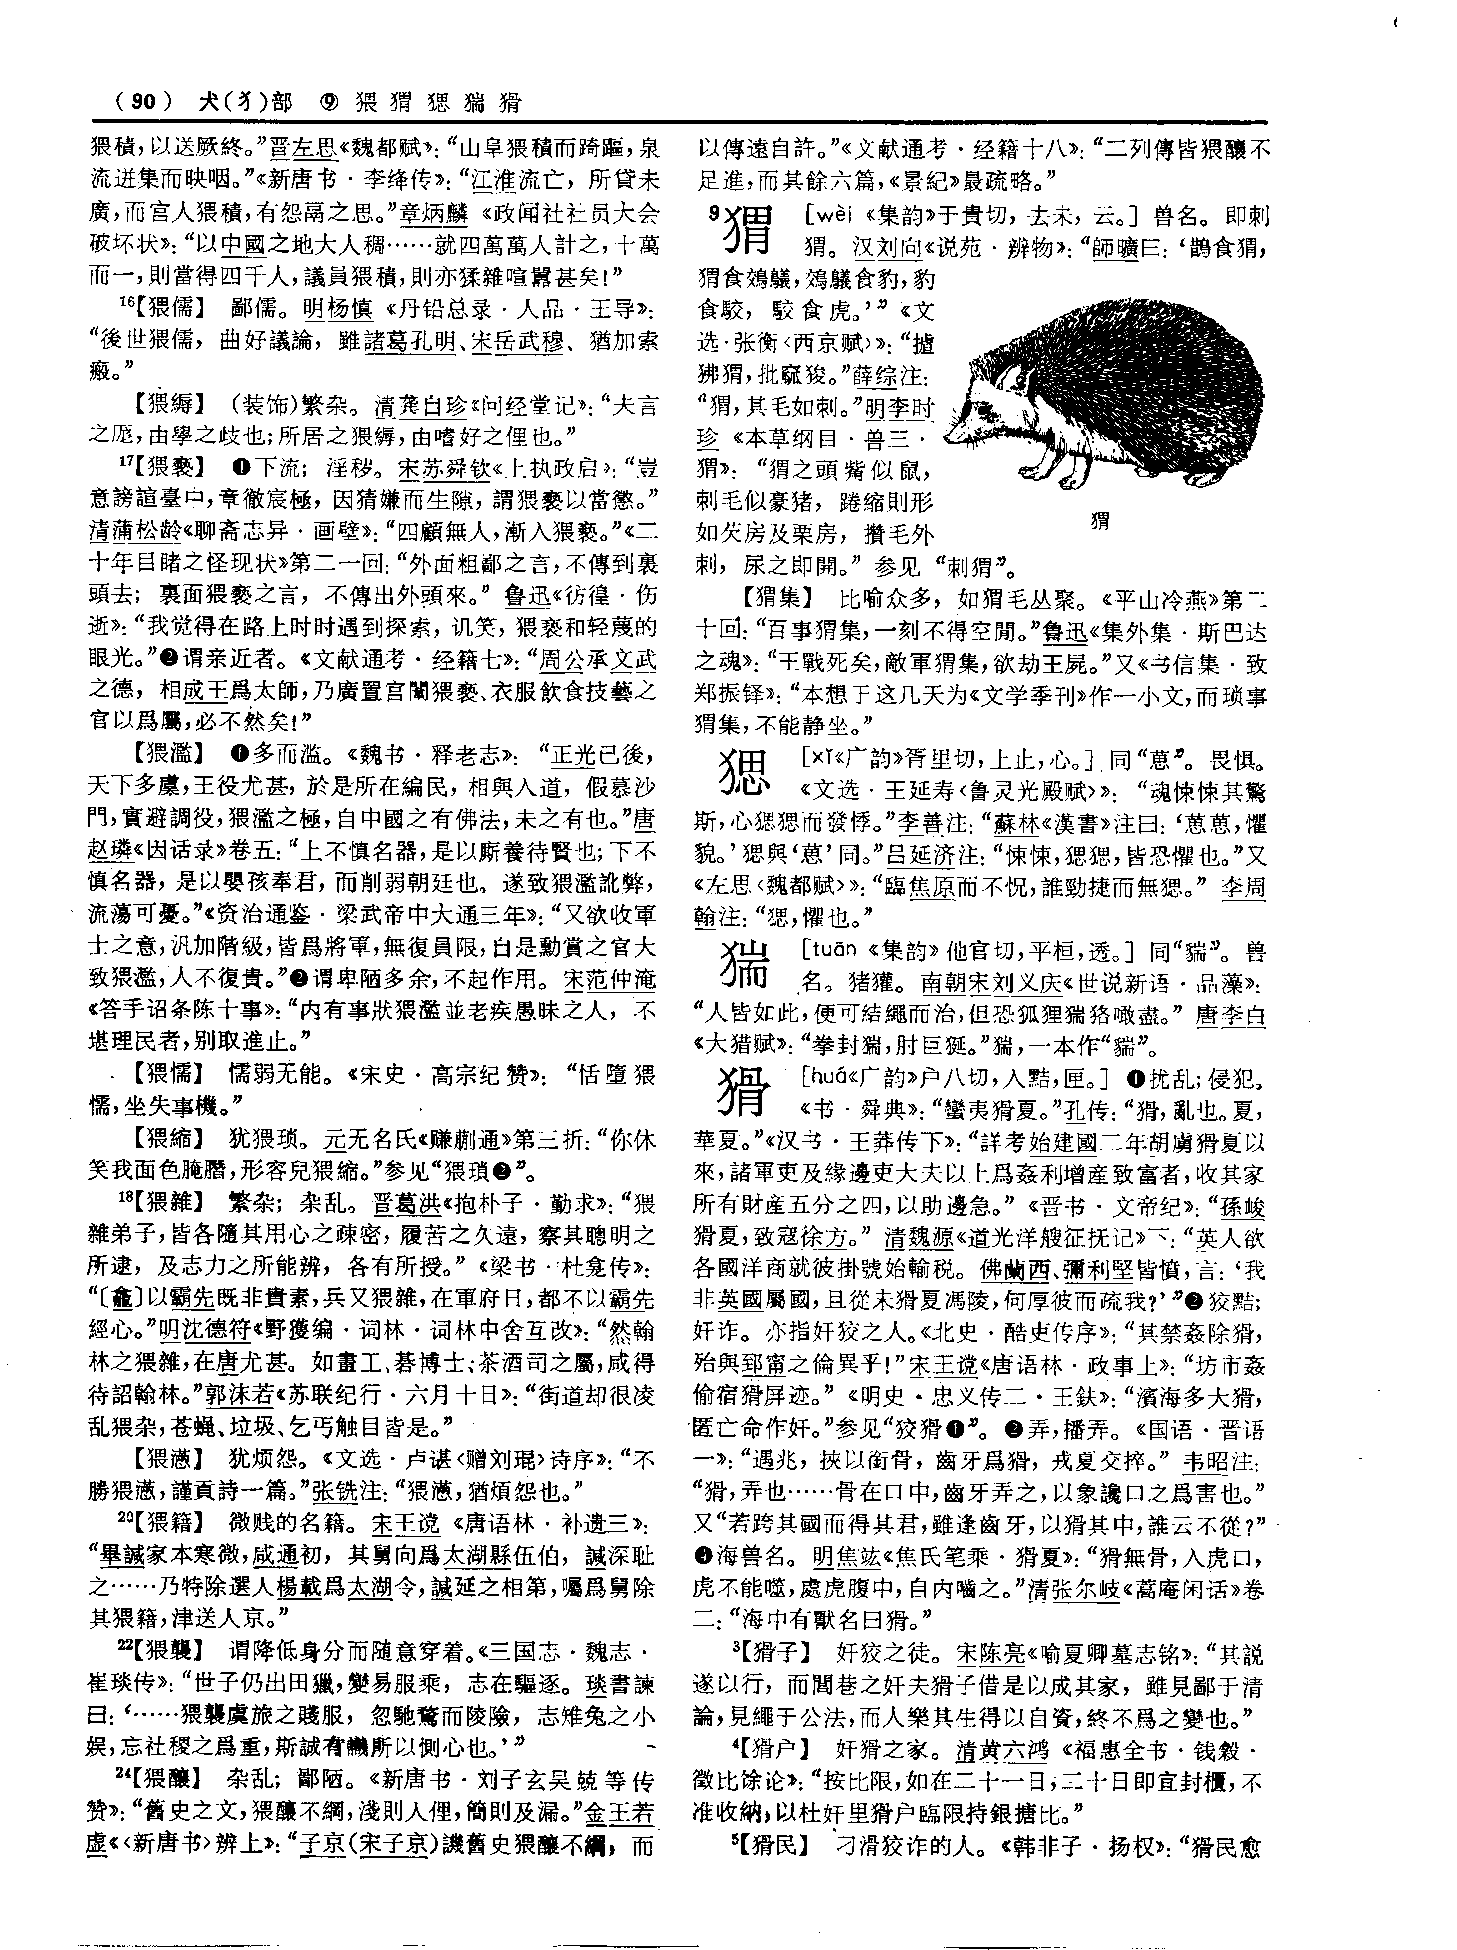 (90) 犬(犭)部 ⑨ 猥猬猤猯猾
猥積，以送厥終。”晋左思《魏都赋》：“山阜猥積而踦𨄅，泉
流迸集而映咽。”《新唐书·李绛传》：“江淮流亡，所貸未
廣，而宫人猥積，有怨鬲之思。”章炳麟《政闻社社员大会
破坏状》：“以中國之地大人稠……就四萬萬人計之，十萬
而一，則當得四千人，議員猥積，則亦猱雜喧囂甚矣！”
16【猥儒】 鄙儒。明杨慎《丹铅总录·人品·王导》：
“後世猥儒，曲好議論，雖諸葛孔明、宋岳武穆、猶加索
瘢。”
【猥縟】 (装饰)繁杂。清龚自珍《问经堂记》：“夫言
之庬，由學之歧也；所居之猥縟，由嗜好之俚也。”
17【猥褻】 ❶下流；淫秽。宋苏舜钦《上执政启》：“豈
意謗諠臺中，章徹宸極，因猜嫌而生隙，謂猥褻以當懲。”
清蒲松龄《聊斋志异·画壁》：“四顧無人，漸入猥褻。”《二
十年目睹之怪现状》第二一回：“外面粗鄙之言，不傳到裏
頭去；裏面猥褻之言，不傳出外頭來。”鲁迅《彷徨·伤
逝》：“我觉得在路上时时遇到探索，讥笑，猥亵和轻蔑的
眼光。”❷谓亲近者。《文献通考·经籍七》：“周公承文武
之德，相成王爲太師，乃廣置宫闈猥褻、衣服飲食技藝之
官以爲屬，必不然矣！”
【猥濫】 ❶多而滥。《魏书·释老志》：“正光已後，
天下多虞，王役尤甚，於是所在編民，相與入道，假慕沙
門，實避調役，猥濫之極，自中國之有佛法，未之有也。”唐
赵璘《因话录》卷五：“上不慎名器，是以厮養待賢也；下不
慎名器，是以嬰孩奉君，而削弱朝廷也。遂致猥濫訛弊，
流蕩可憂。”《资治通鉴·梁武帝中大通三年》：“又欲收軍
士之意，汎加階級，皆爲將軍，無復員限，自是勳賞之官大
致猥濫，人不復貴。”❷谓卑陋多余，不起作用。宋范仲淹
《答手诏条陈十事》：“内有事狀猥濫並老疾愚昧之人，不
堪理民者，别取進止。”
【猥懦】 懦弱无能。《宋史·高宗纪赞》：“恬墮猥
懦，坐失事機。”
【猥縮】 犹猥琐。元无名氏《赚蒯通》第三折：“你休
笑我面色腌臢，形容兒猥縮。”参见“猥瑣❷”。
18【猥雜】 繁杂；杂乱。晋葛洪《抱朴子·勤求》：“猥
雜弟子，皆各隨其用心之疎密，履苦之久遠，察其聰明之
所逮，及志力之所能辨，各有所授。”《梁书·杜龛传》：
“〔龕〕以霸先既非貴素，兵又猥雜，在軍府日，都不以霸先
經心。”明沈德符《野獲编·词林·词林中舍互改》：“然翰
林之猥雜，在唐尤甚。如畫工、碁博士、茶酒司之屬，咸得
待詔翰林。”郭沫若《苏联纪行·六月十日》：“街道却很凌
乱猥杂，苍蝇、垃圾、乞丐触目皆是。”
【猥懣】 犹烦怨。《文选·卢谌〈赠刘琨〉诗序》：“不
勝猥懣，謹貢詩一篇。”张铣注：“猥懣，猶煩怨也。”
20【猥籍】 微贱的名籍。宋王谠《唐语林·补遗三》：
“畢諴家本寒微，咸通初，其舅向爲太湖縣伍伯，諴深耻
之……乃特除選人楊載爲太湖令，諴延之相第，囑爲舅除
其猥籍，津送入京。”
22【猥襲】 谓降低身分而随意穿着。《三国志·魏志·
崔琰传》：“世子仍出田獵，變易服乘，志在驅逐。琰書諫
曰：‘……猥襲虞旅之賤服，忽馳騖而陵險，志雉兔之小
娱，忘社稷之爲重，斯誠有識所以惻心也。’”
24【猥釀】 杂乱；鄙陋。《新唐书·刘子玄吴兢等传
赞》：“舊史之文，猥釀不綱，淺則入俚，簡則及漏。”金王若
虚《〈新唐书〉辨上》：“子京(宋子京)譏舊史猥釀不綱，而
以傳遠自許。”《文献通考·经籍十八》：“二列傳皆猥釀不
足進，而其餘六篇，《景紀》最疏略。”
9猬 [wèi《集韵》于貴切，去未，云。] 兽名。即刺
猬。汉刘向《说苑·辨物》：“師曠曰：‘鵲食猬，
猬食鵕鸃，鵕鸃食豹，豹
食駮，駮食虎。’”《文
选·张衡〈西京赋〉》：“摣
狒猬，批窳狻。”薛综注：
“猬，其毛如刺。”明李时
珍《本草纲目·兽三·
猬》：“猬之頭觜似鼠，
刺毛似豪猪，踡缩則形
如芡房及栗房，攢毛外
刺，尿之即開。”参见“刺猬”。
猬
【猬集】 比喻众多，如猬毛丛聚。《平山冷燕》第二
十回：“百事猬集，一刻不得空閒。”鲁迅《集外集·斯巴达
之魂》：“王戰死矣，敵軍猬集，欲劫王屍。”又《书信集·致
郑振铎》：“本想于这几天为《文学季刊》作一小文，而琐事
猬集，不能静坐。”
猤 [xǐ《广韵》胥里切，上止，心。] 同“葸”。畏惧。
《文选·王延寿〈鲁灵光殿赋〉》：“魂悚悚其驚
斯，心猤猤而發悸。”李善注：“蘇林《漢書》注曰：‘葸葸，懼
貌。’猤與‘葸’同。”吕延济注：“悚悚，猤猤，皆恐懼也。”又
《左思〈魏都赋〉》：“臨焦原而不怳，誰勁捷而無猤。”李周
翰注：“猤，懼也。”
猯 [tuān《集韵》他官切，平桓，透。] 同“貒”。兽
名。猪獾。南朝宋刘义庆《世说新语·品藻》：
“人皆如此，便可結繩而治，但恐狐狸猯狢噉盡。”唐李白
《大猎赋》：“拳封猯，肘巨狿。”猯，一本作“貒”。
猾 [huá《广韵》户八切，入黠，匣。] ❶扰乱；侵犯。
《书·舜典》：“蠻夷猾夏。”孔传：“猾，亂也。夏，
華夏。”《汉书·王莽传下》：“詳考始建國二年胡虜猾夏以
來，諸軍吏及緣邊吏大夫以上爲姦利增産致富者，收其家
所有財産五分之四，以助邊急。”《晋书·文帝纪》：“孫峻
猾夏，致寇徐方。”清魏源《道光洋艘征抚记》下：“英人欲
各國洋商就彼掛號始輸税。佛蘭西、彌利堅皆憤，言：‘我
非英國屬國，且從未猾夏馮陵，何厚彼而疏我？’”❷狡黠；
奸诈。亦指奸狡之人。《北史·酷吏传序》：“其禁姦除猾，
殆與郅甯之倫異乎！”宋王谠《唐语林·政事上》：“坊市姦
偷宿猾屏迹。”《明史·忠义传二·王鈇》：“濱海多大猾，
匿亡命作奸。”参见“狡猾❶”。❸弄，播弄。《国语·晋语
一》：“遇兆，挾以銜骨，齒牙爲猾，戎夏交捽。”韦昭注：
“猾，弄也……骨在口中，齒牙弄之，以象讒口之爲害也。”
又“若跨其國而得其君，雖逢齒牙，以猾其中，誰云不從？”
❹海兽名。明焦竑《焦氏笔乘·猾夏》：“猾無骨，入虎口，
虎不能噬，處虎腹中，自内嚙之。”清张尔岐《蒿庵闲话》卷
二：“海中有獸名曰猾。”
3【猾子】 奸狡之徒。宋陈亮《喻夏卿墓志铭》：“其説
遂以行，而閭巷之奸夫猾子借是以成其家，雖見鄙于清
論，見繩于公法，而人樂其生得以自資，終不爲之變也。”
4【猾户】 奸猾之家。清黄六鸿《福惠全书·钱穀·
徵比馀论》：“按比限，如在二十一日，二十日即宜封櫃，不
准收納，以杜奸里猾户臨限持銀搪比。”
5【猾民】 刁滑狡诈的人。《韩非子·扬权》：“猾民愈